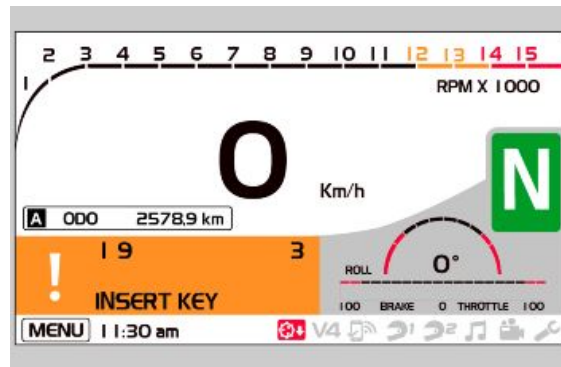 1 2 3 4 5 6 7 8 9 10 11 12 13 14 15
RPM X 1000
0 Km/h
N
A ODO 2578,9 km
! 19 3
INSERT KEY
ROLL 0°
100 BRAKE 0 THROTTLE 100
MENU 11:30 am V4 1 2